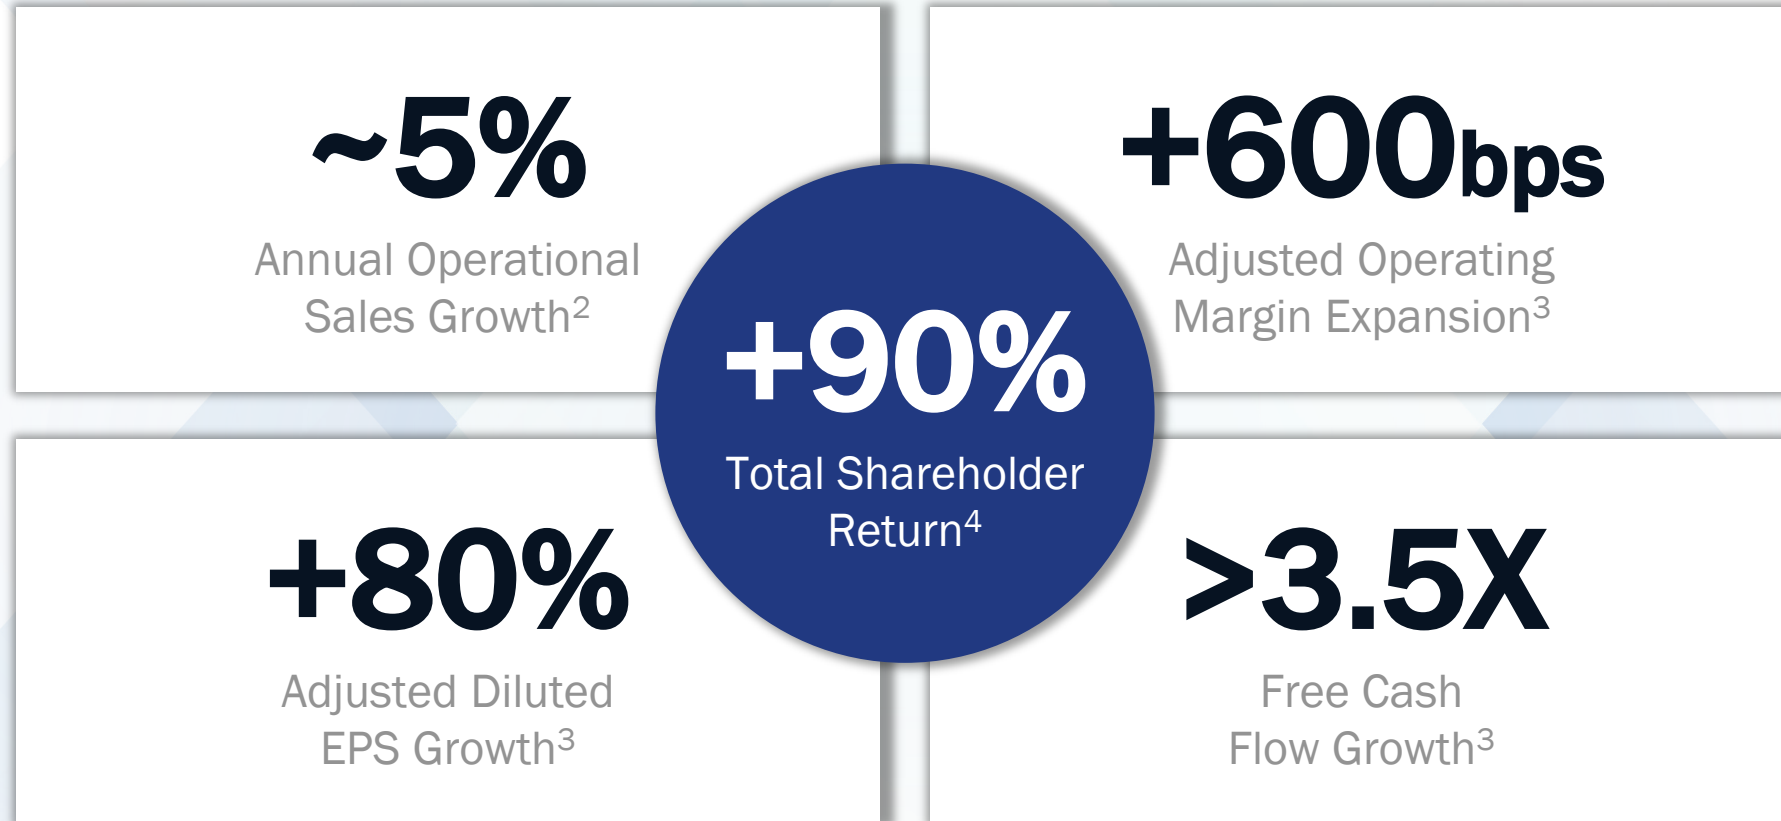 ~5%
Annual Operational
Sales Growth²
+600bps
Adjusted Operating
Margin Expansion³
+90%
Total Shareholder
Return⁴
+80%
Adjusted Diluted
EPS Growth³
>3.5X
Free Cash
Flow Growth³